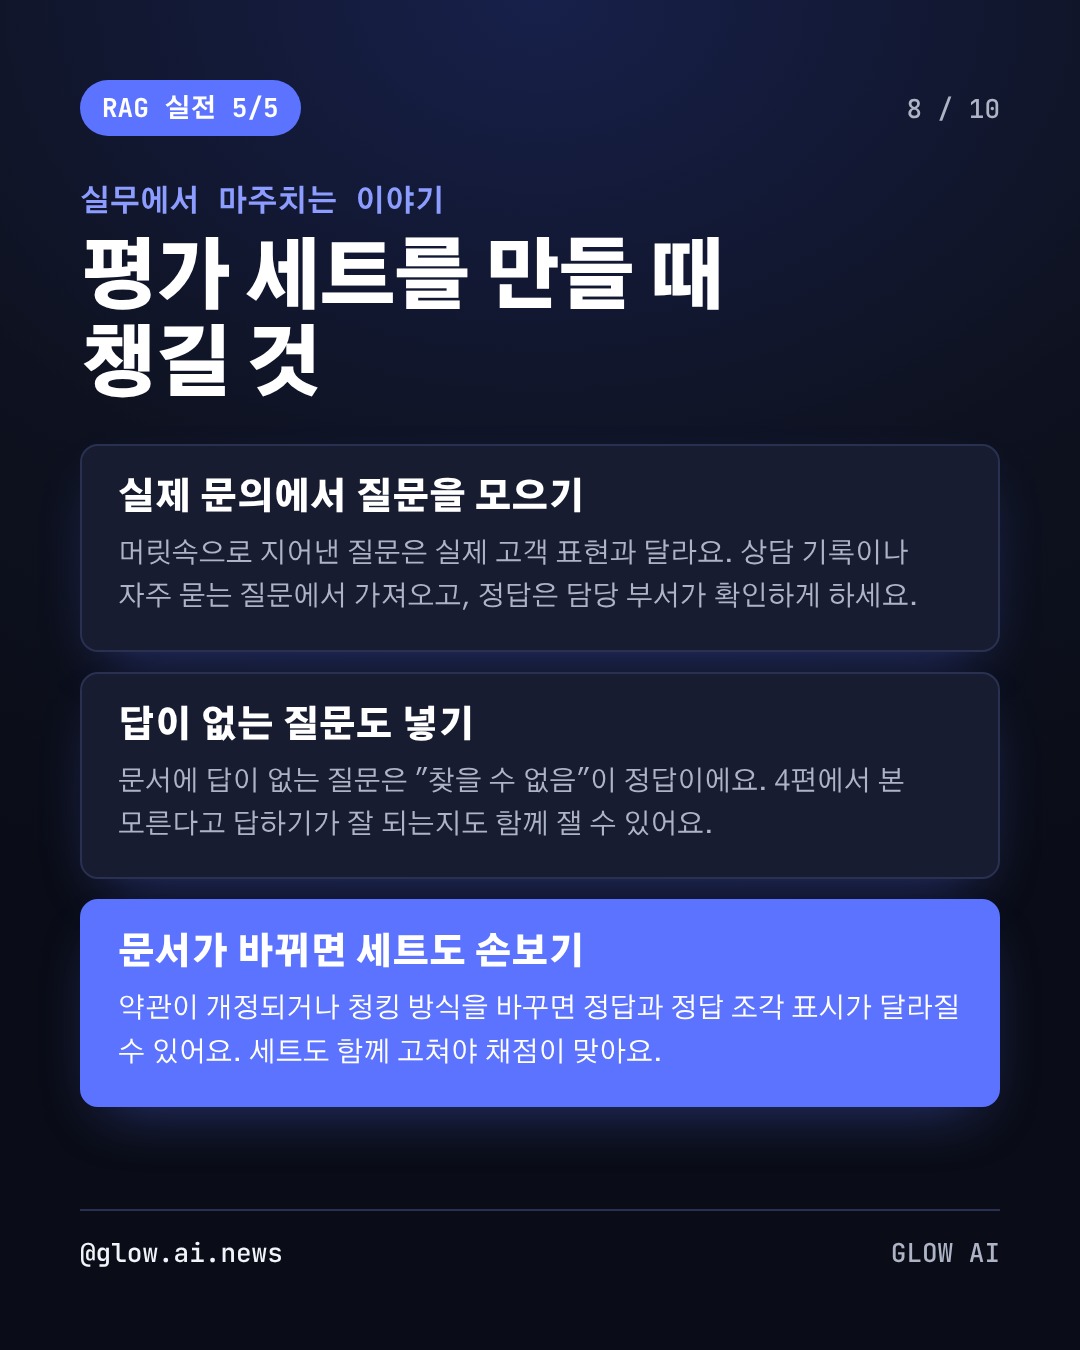 RAG 실전 5/5
8 / 10
실무에서 마주치는 이야기
평가 세트를 만들 때
챙길 것
실제 문의에서 질문을 모으기
머릿속으로 지어낸 질문은 실제 고객 표현과 달라요. 상담 기록이나
자주 묻는 질문에서 가져오고, 정답은 담당 부서가 확인하게 하세요.
답이 없는 질문도 넣기
문서에 답이 없는 질문은 ”찾을 수 없음”이 정답이에요. 4편에서 본
모른다고 답하기가 잘 되는지도 함께 잴 수 있어요.
문서가 바뀌면 세트도 손보기
약관이 개정되거나 청킹 방식을 바꾸면 정답과 정답 조각 표시가 달라질
수 있어요. 세트도 함께 고쳐야 채점이 맞아요.
@glow.ai.news
GLOW AI